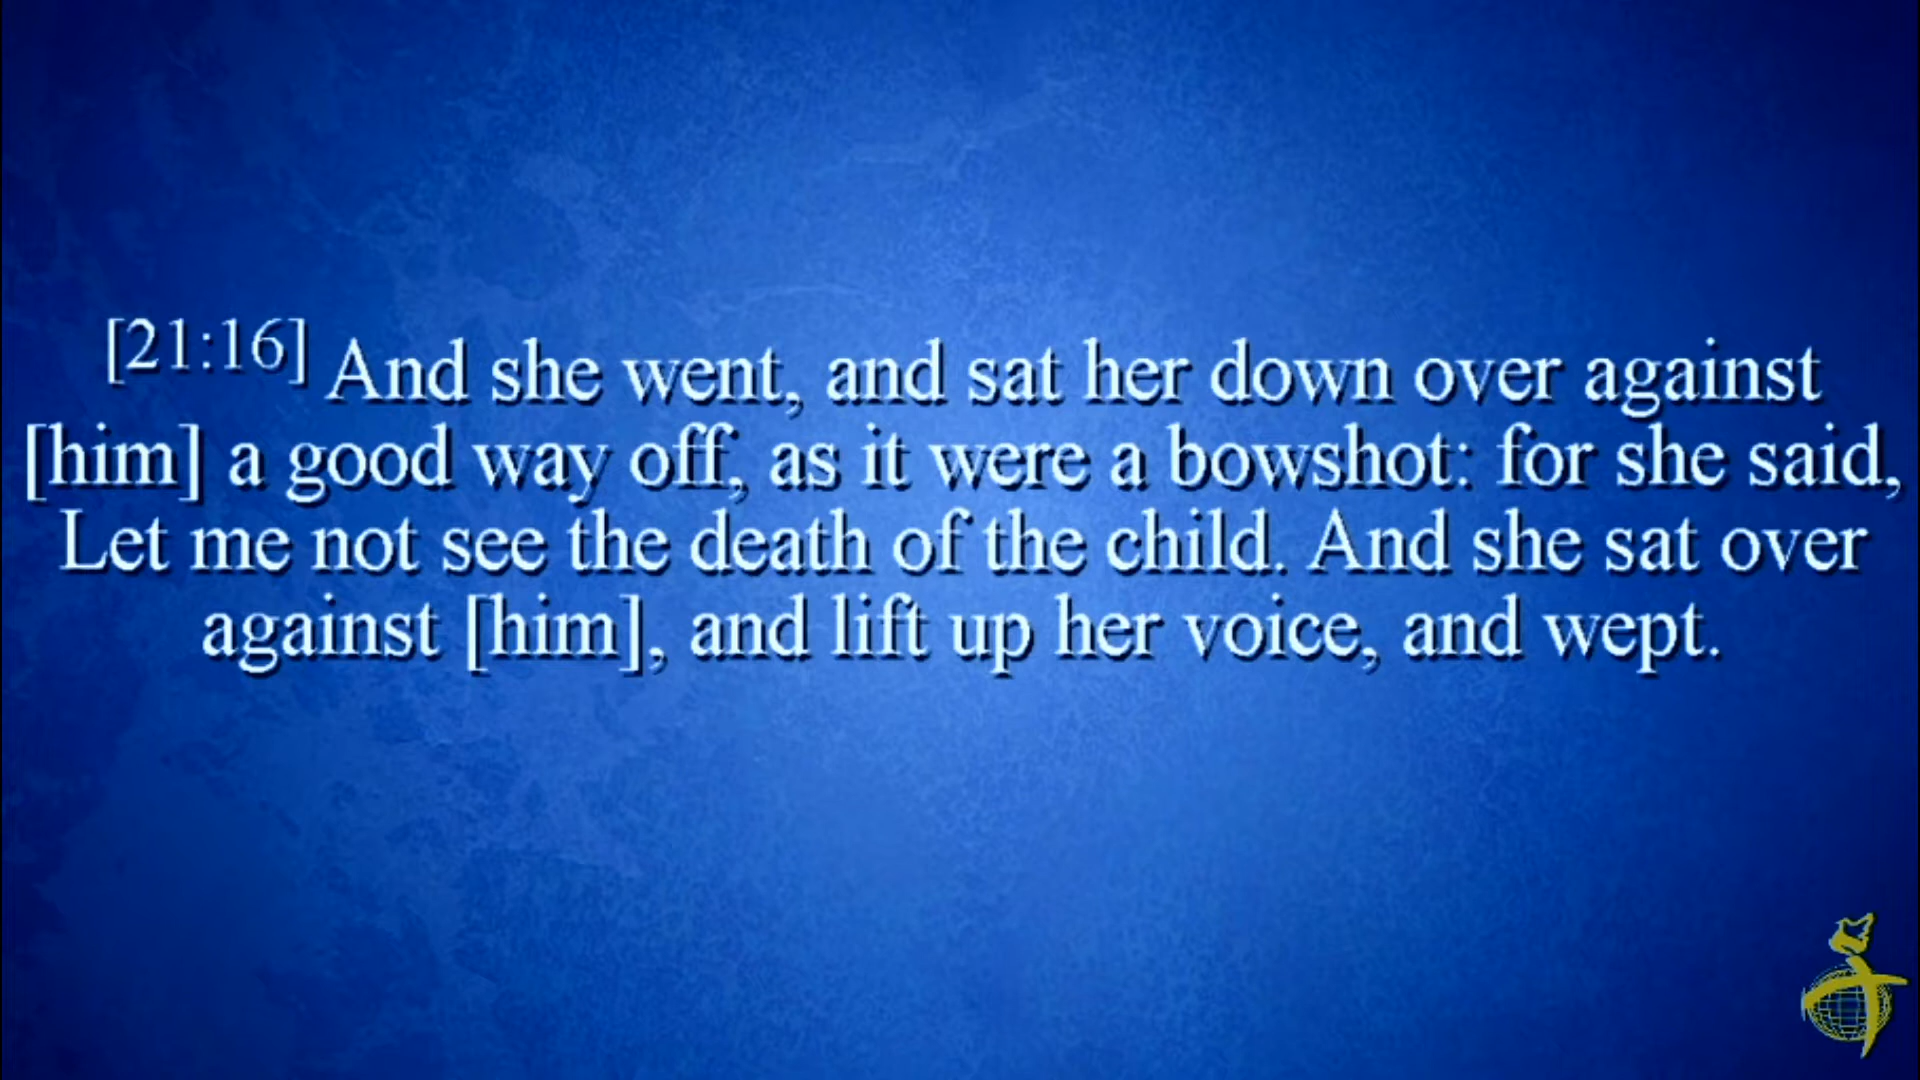 [21:16] And she went, and sat her down over against
[him] a good way off, as it were a bowshot: for she said,
Let me not see the death of the child. And she sat over
against [him], and lift up her voice, and wept.